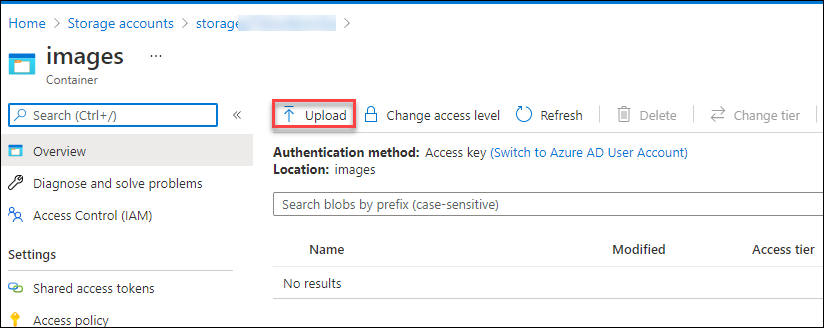 Home > Storage accounts > storage >
images ...
Container
Search (Ctrl+/)
«
Upload Change access level Refresh Delete Change tier
Overview
Diagnose and solve problems
Access Control (IAM)
Settings
Shared access tokens
Access policy
Authentication method: Access key (Switch to Azure AD User Account)
Location: images
Search blobs by prefix (case-sensitive)
Name Modified Access tier
No results